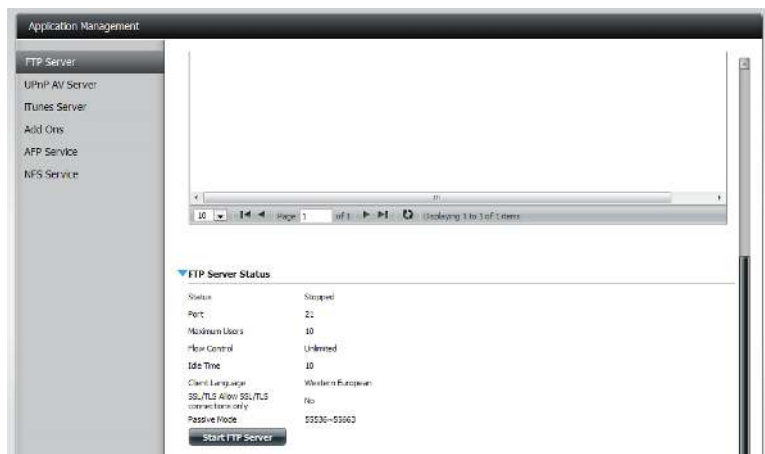 Application Management
FTP Server
UPnP AV Server
iTunes Server
Add Ons
AFP Service
NFS Service
10 Page 1 of 1 Displaying 1 to 1 of 1 items
FTP Server Status
Status Stopped
Port 21
Maximum Users 10
Flow Control Unlimited
Idle Time 10
Client Language Western European
SSL/TLS Allow SSL/TLS
connections only No
Passive Mode 55536~55663
Start FTP Server